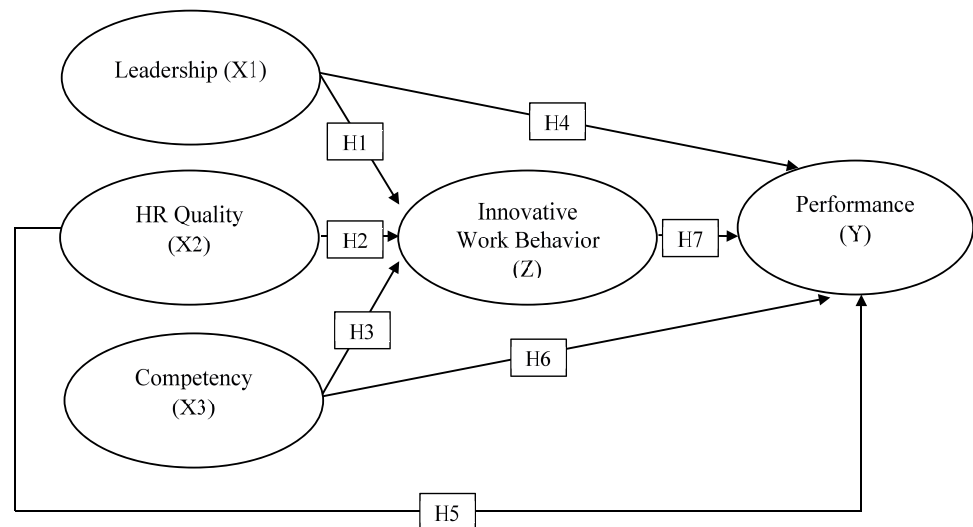 Leadership (X1)
H4
H1
HR Quality
(X2)
H2
Innovative
Work Behavior
(Z)
H7
Performance
(Y)
H3
H6
Competency
(X3)
H5